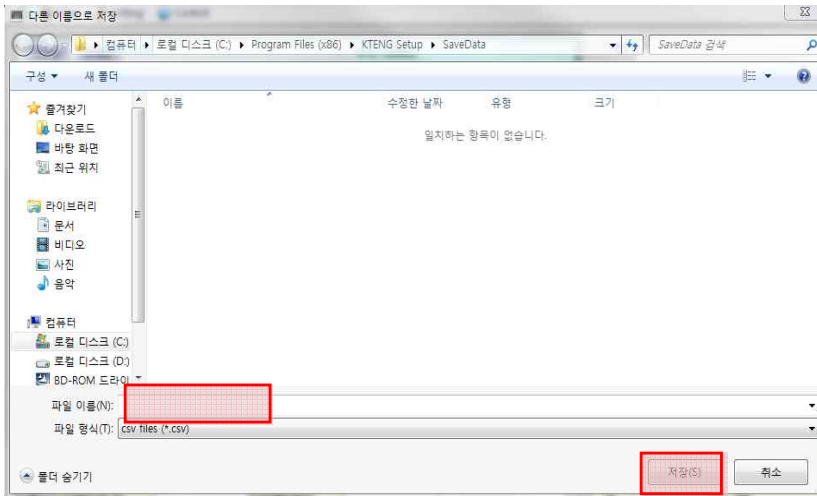 다른 이름으로 저장
컴퓨터 ▸ 로컬 디스크 (C:) ▸ Program Files (x86) ▸ KTENG Setup ▸ SaveData
SaveData 검색
구성 새 폴더
이름 수정한 날짜 유형 크기
일치하는 항목이 없습니다.
즐겨찾기
다운로드
바탕 화면
최근 위치
라이브러리
문서
비디오
사진
음악
컴퓨터
로컬 디스크 (C:)
로컬 디스크 (D:)
BD-ROM 드라이
파일 이름(N):
파일 형식(T): csv files (*.csv)
폴더 숨기기
저장(S) 취소